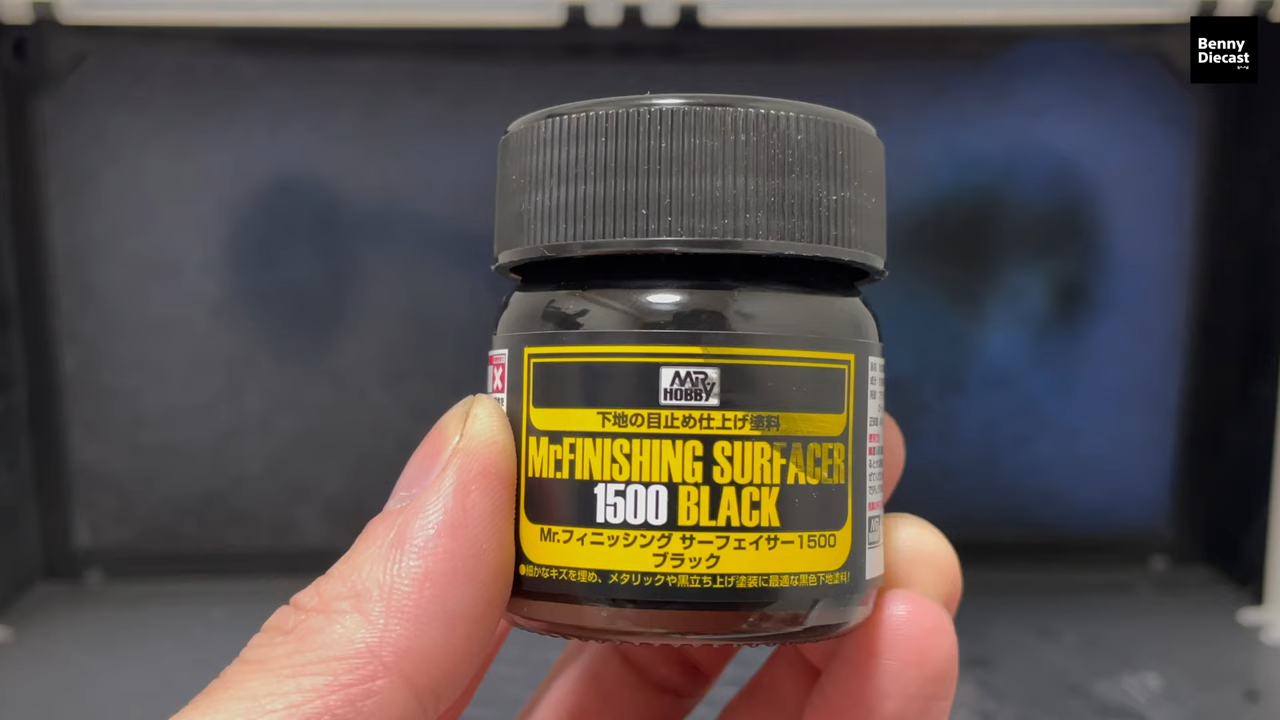 Benny
Diecast
MR.
HOBBY
下地の目止め仕上げ塗料
Mr.FINISHING SURFACER
1500 BLACK
Mr.フィニッシング サーフェイサー1500
ブラック
●細かなキズを埋め、メタリックや黒立ち上げ塗装に最適な黒色下地塗料!